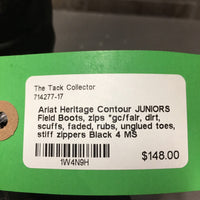 The Tack Collector
714277-17
Ariat Heritage Contour JUNIORS
Field Boots, zips *gc/fair, dirt,
scuffs, faded, rubs, unglued toes,
stiff zippers Black 4 MS
1W4N9H
$148.00